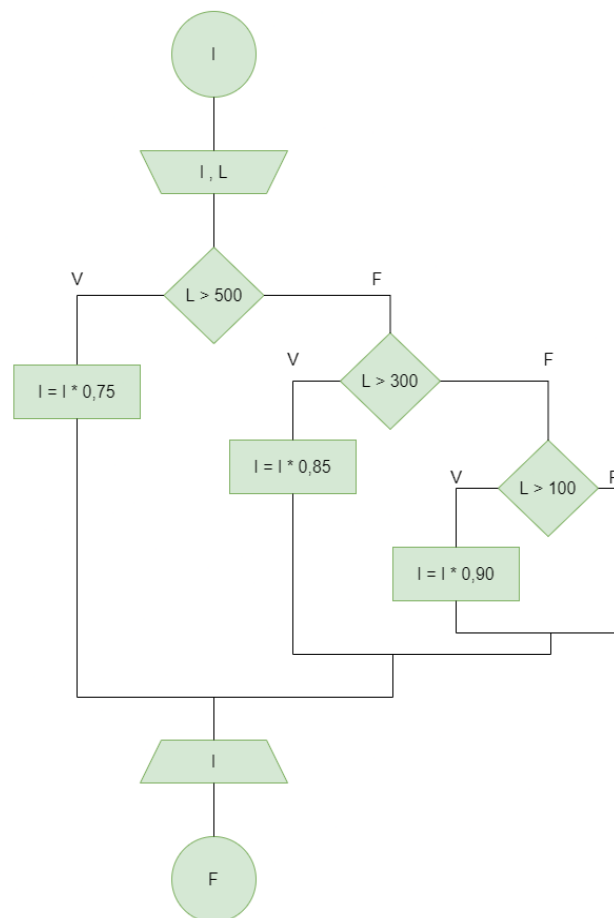 I
I , L
L > 500
V
F
I = I * 0,75
L > 300
V
F
I = I * 0,85
L > 100
V
F
I = I * 0,90
I
F